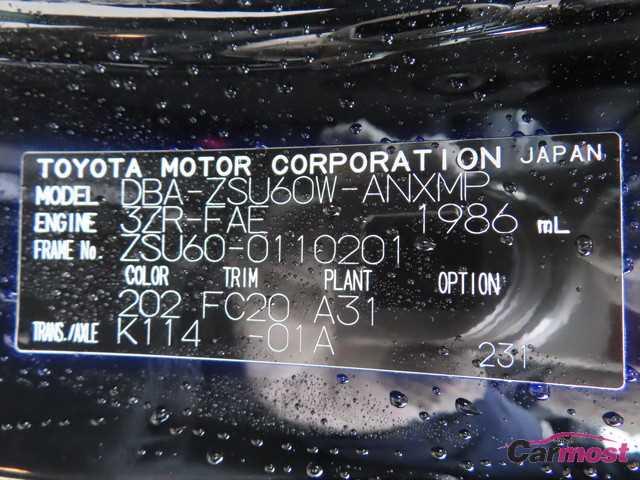 TOYOTA MOTOR CORPORATION JAPAN
MODEL DBA-ZSU60W-ANXMP
ENGINE 3ZR-FAE 1986 mL
FRAME No. ZSU60-0110201
COLOR TRIM PLANT OPTION
202 FC20 A31
TRANS./AXLE K114 -01A
231
Carmost